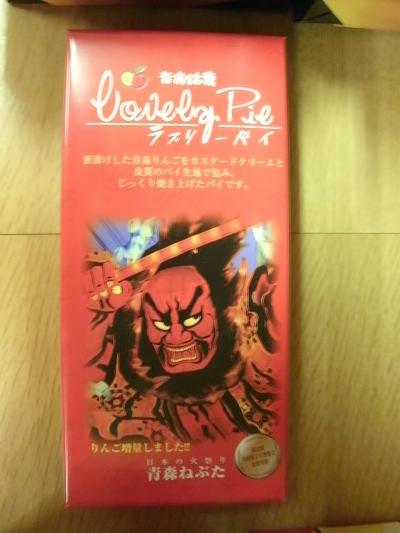 青森銘菓
Lovely Pie
ラブリーパイ
蜜漬けした青森りんごをカスタードクリームと
良質のパイ生地で包み、
じっくり焼き上げたパイです。
りんご増量しました!!
日本の火祭り
青森ねぶた